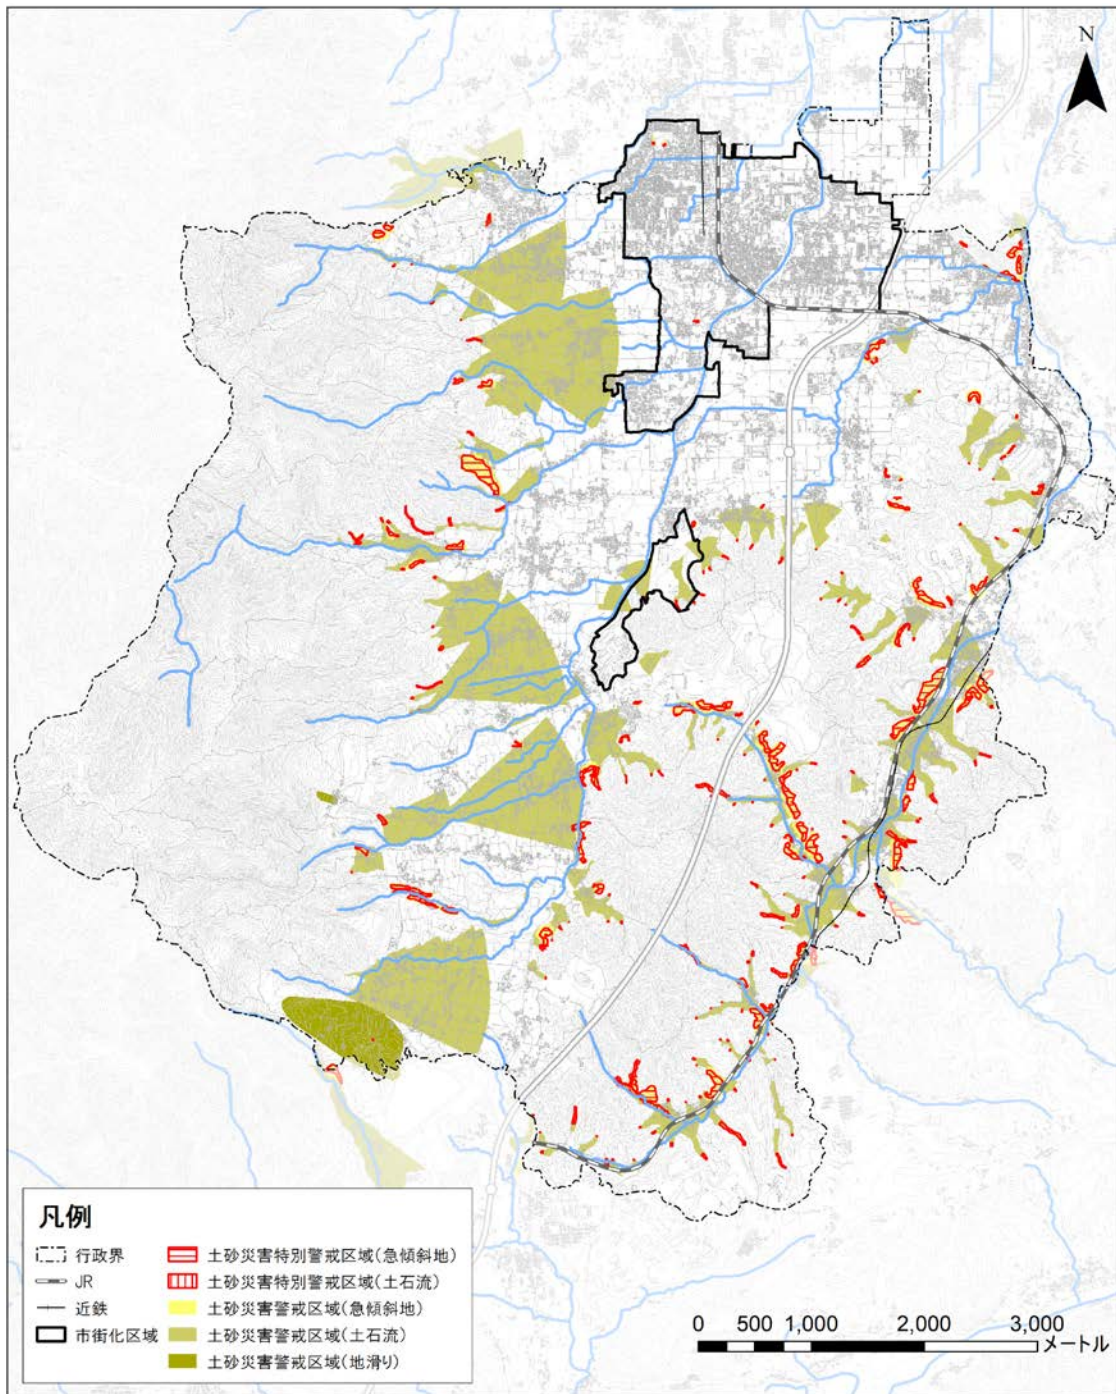 N
凡例
行政界
JR
近鉄
市街化区域
土砂災害特別警戒区域(急傾斜地)
土砂災害特別警戒区域(土石流)
土砂災害警戒区域(急傾斜地)
土砂災害警戒区域(土石流)
土砂災害警戒区域(地滑り)
0 500 1,000 2,000 3,000
メートル